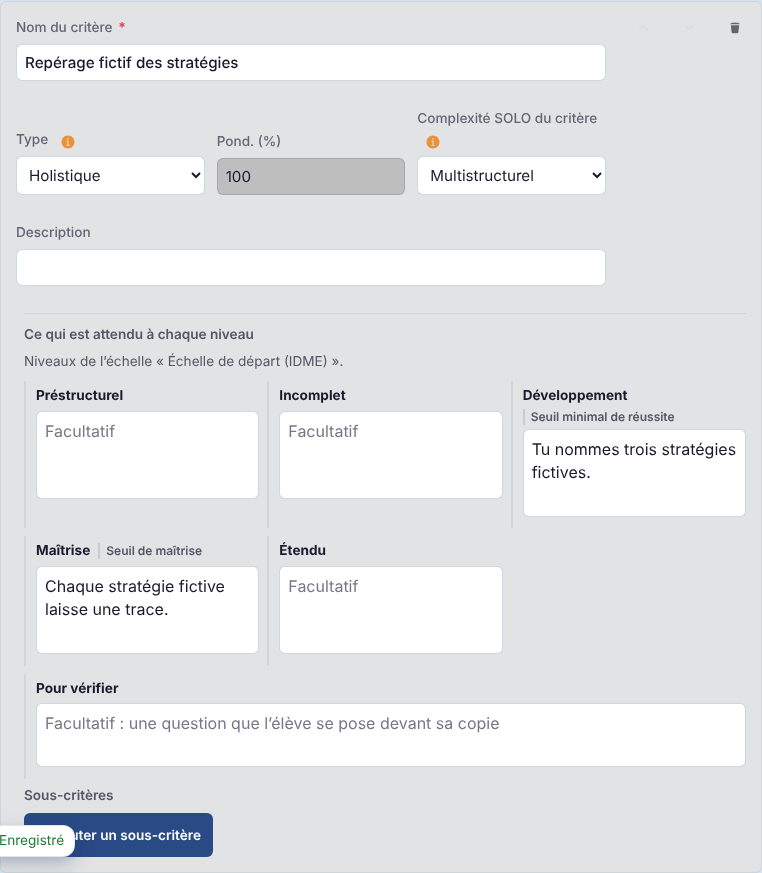 Nom du critère *
Repérage fictif des stratégies
Complexité SOLO du critère
Type
Pond. (%)
Holistique
100
Multistructurel
Description
Ce qui est attendu à chaque niveau
Niveaux de l’échelle « Échelle de départ (IDME) ».
Préstructurel
Facultatif
Incomplet
Facultatif
Développement
Seuil minimal de réussite
Tu nommes trois stratégies
fictives.
Maîtrise
Seuil de maîtrise
Chaque stratégie fictive
laisse une trace.
Étendu
Facultatif
Pour vérifier
Facultatif : une question que l’élève se pose devant sa copie
Sous-critères
un sous-critère
Enregistré